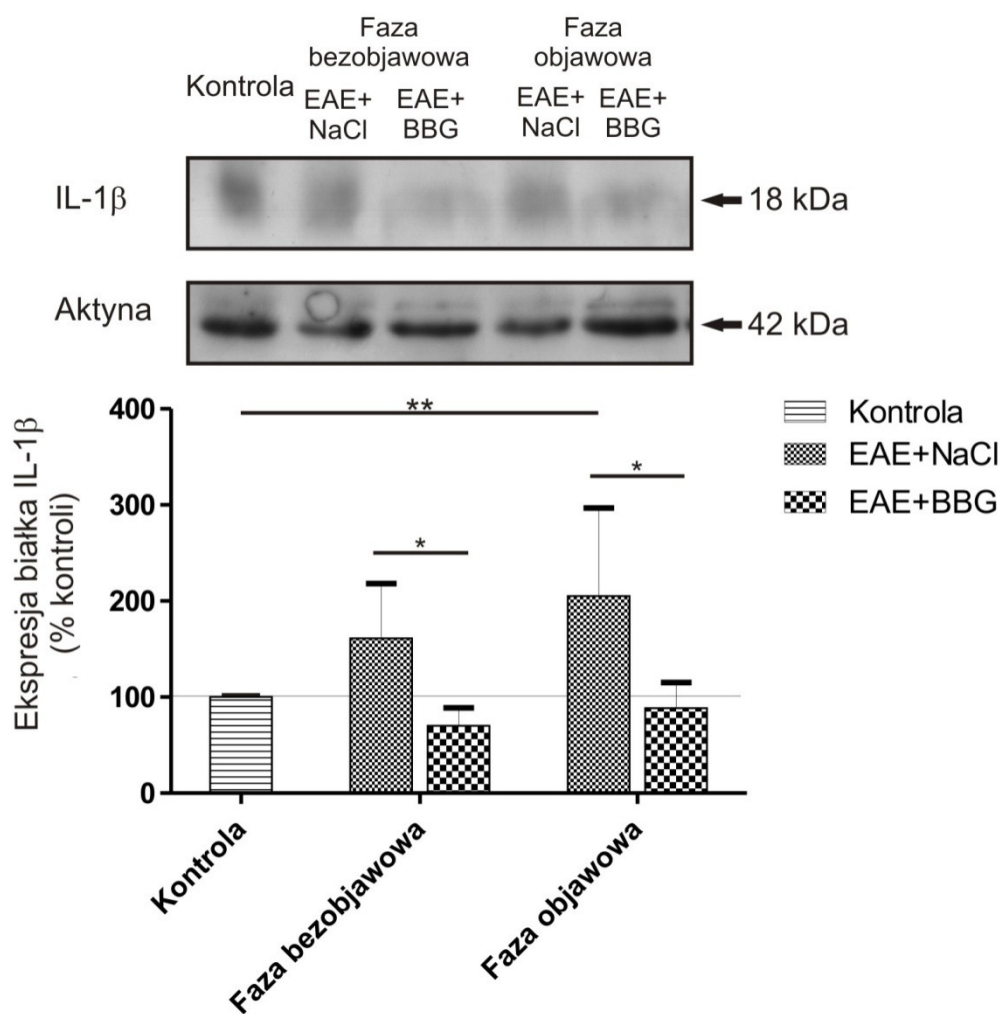 Faza
bezobjawowa
Faza
objawowa
Kontrola
EAE+
NaCl
EAE+
BBG
EAE+
NaCl
EAE+
BBG
IL-1β
18 kDa
Aktyna
42 kDa
Ekspresja białka IL-1β
(% kontroli)
400
300
200
100
0
**
*
*
Kontrola
EAE+NaCl
EAE+BBG
Kontrola
Faza bezobjawowa
Faza objawowa